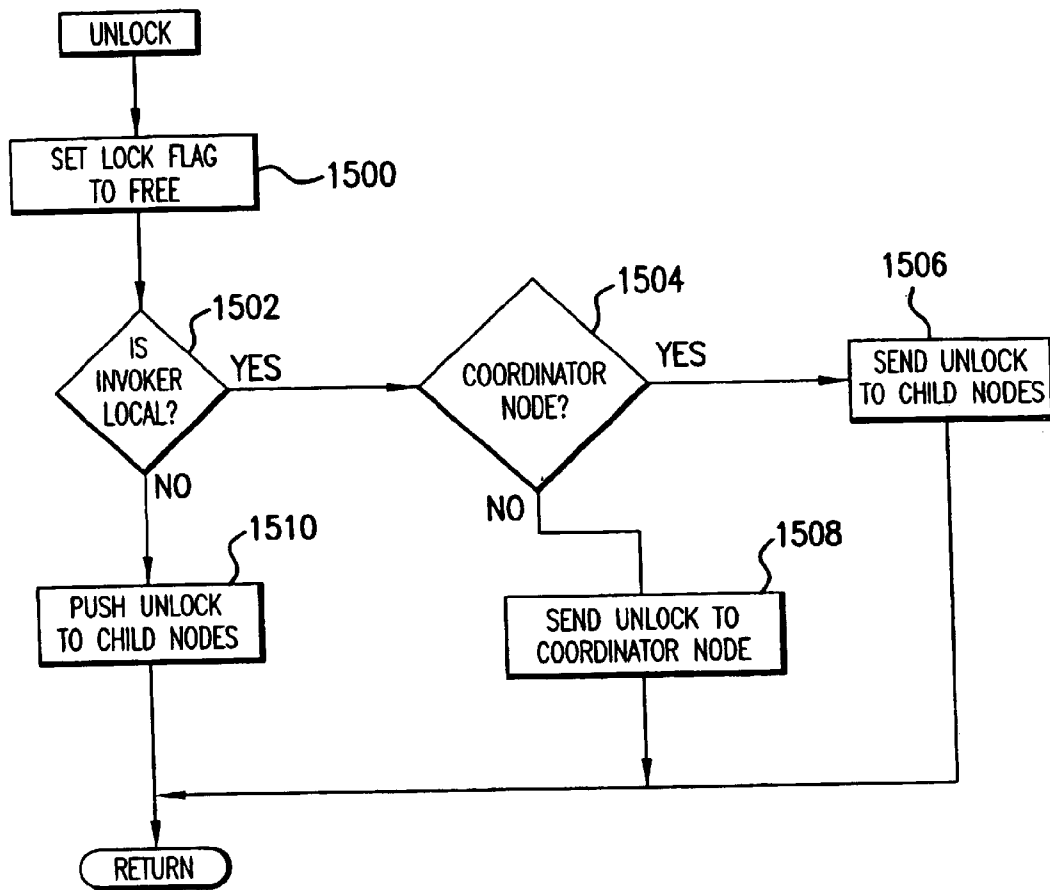 UNLOCK
SET LOCK FLAG
TO FREE
1500
1502
IS
INVOKER
LOCAL?
YES
NO
1504
COORDINATOR
NODE?
YES
NO
1506
SEND UNLOCK
TO CHILD NODES
1510
PUSH UNLOCK
TO CHILD NODES
1508
SEND UNLOCK TO
COORDINATOR NODE
RETURN